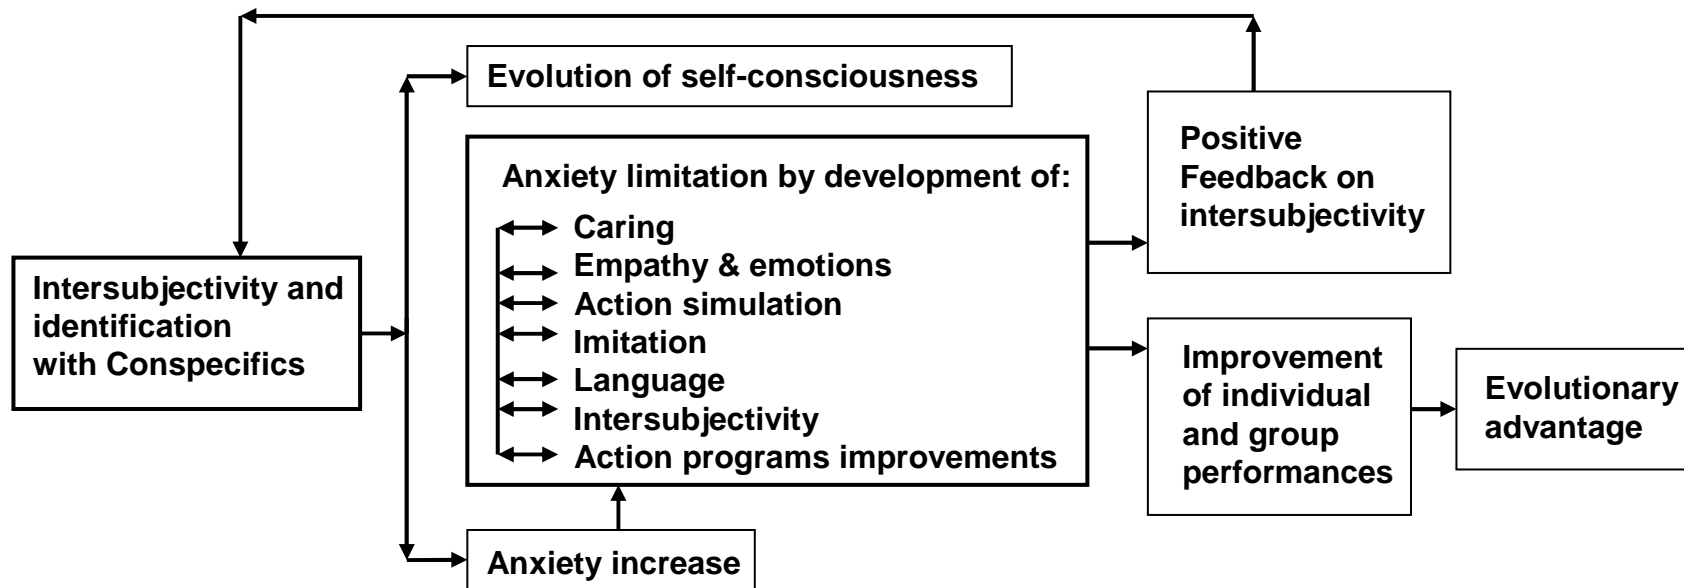 Evolution of self-consciousness
Anxiety limitation by development of:
Caring
Empathy & emotions
Action simulation
Imitation
Language
Intersubjectivity
Action programs improvements
Positive
Feedback on
intersubjectivity
Intersubjectivity and
identification
with Conspecifics
Improvement
of individual
and group
performances
Evolutionary
advantage
Anxiety increase